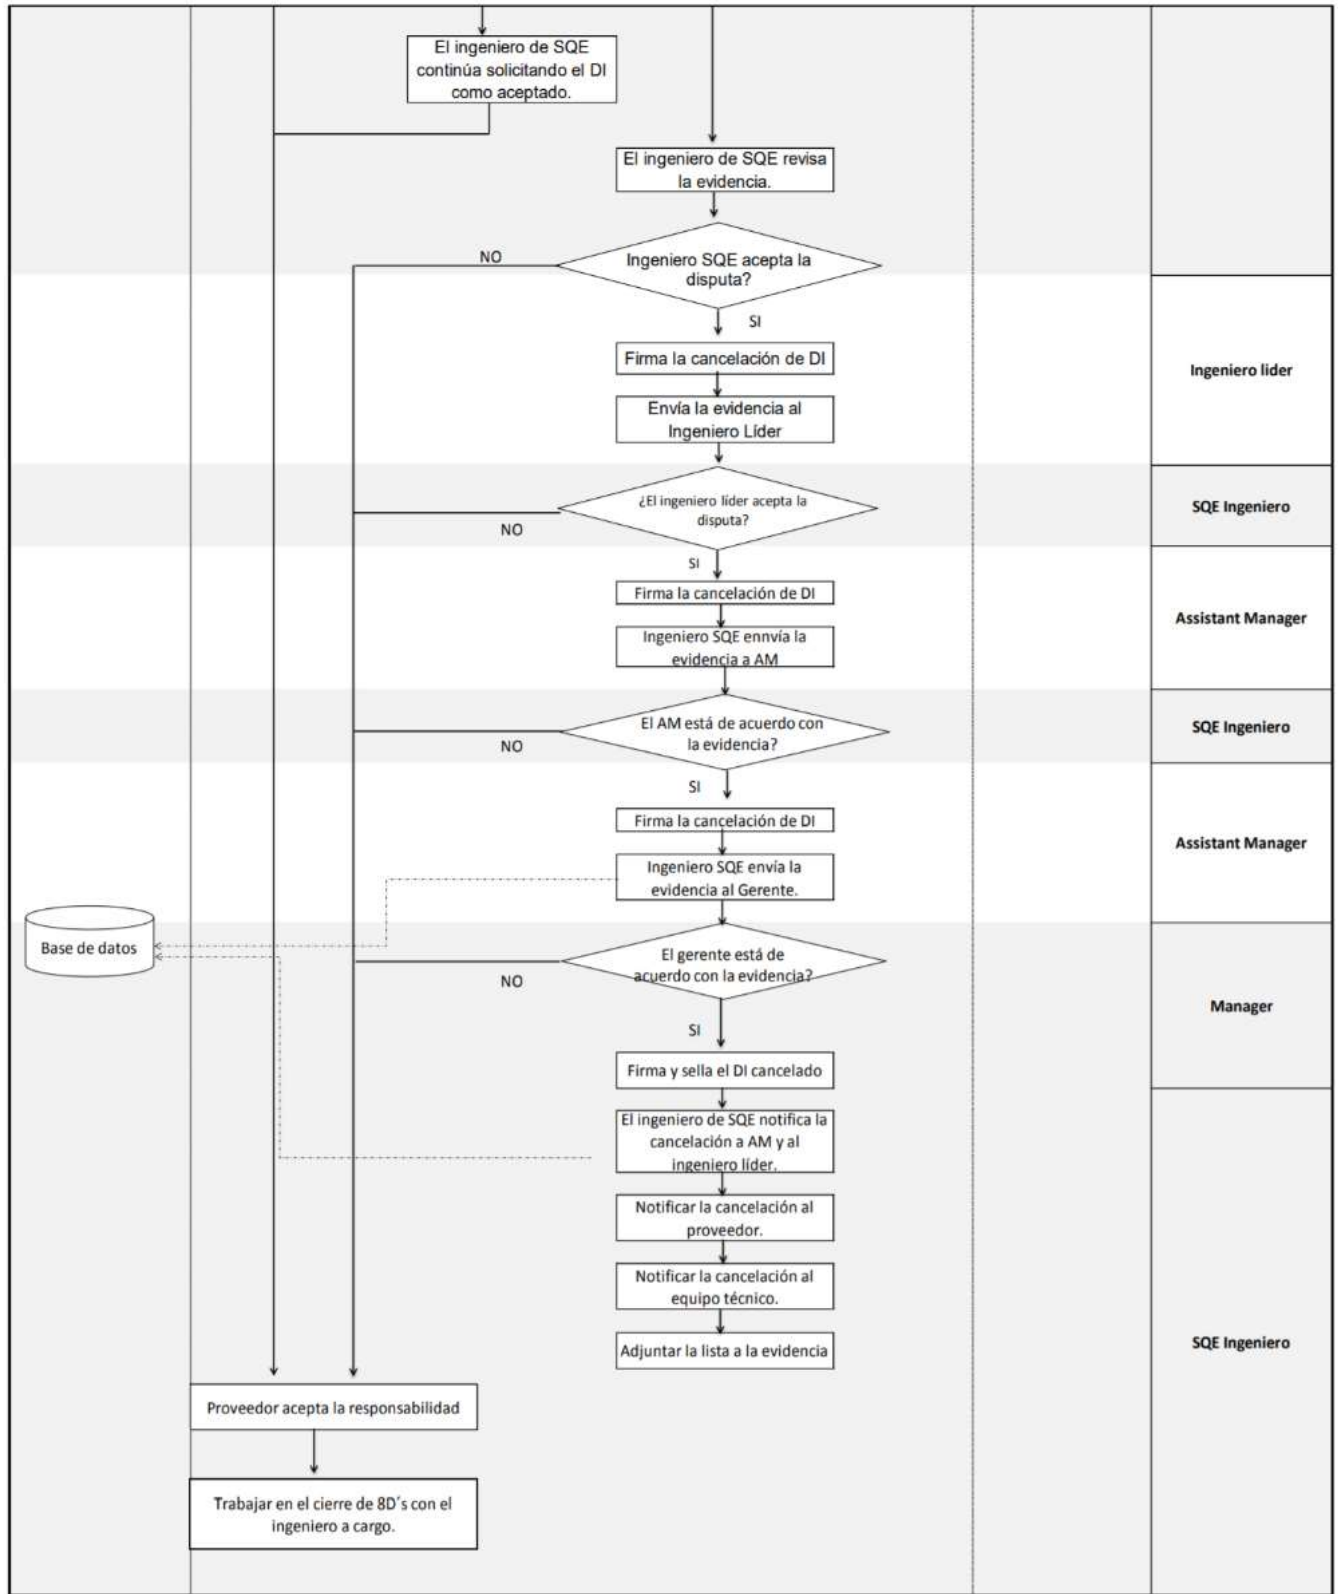 El ingeniero de SQE
continúa solicitando el DI
como aceptado.
El ingeniero de SQE revisa
la evidencia.
Ingeniero SQE acepta la
disputa?
NO
SI
Firma la cancelación de DI
Envía la evidencia al
Ingeniero Líder
Ingeniero lider
¿El ingeniero líder acepta la
disputa?
NO
SI
SQE Ingeniero
Firma la cancelación de DI
Ingeniero SQE ennvía la
evidencia a AM
Assistant Manager
El AM está de acuerdo con
la evidencia?
NO
SI
SQE Ingeniero
Firma la cancelación de DI
Ingeniero SQE envía la
evidencia al Gerente.
Assistant Manager
Base de datos
El gerente está de
acuerdo con la evidencia?
NO
SI
Manager
Firma y sella el DI cancelado
El ingeniero de SQE notifica la
cancelación a AM y al
ingeniero líder.
Notificar la cancelación al
proveedor.
Notificar la cancelación al
equipo técnico.
Adjuntar la lista a la evidencia
SQE Ingeniero
Proveedor acepta la responsabilidad
Trabajar en el cierre de 8D´s con el
ingeniero a cargo.